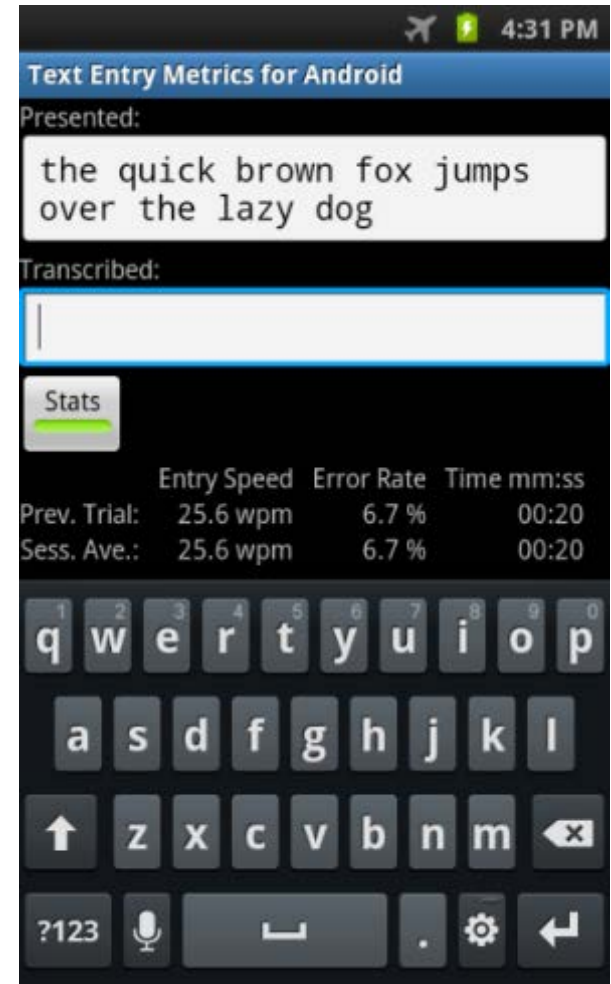 4:31 PM
Text Entry Metrics for Android
Presented:
the quick brown fox jumps
over the lazy dog
Transcribed:
Stats
Entry Speed Error Rate Time mm:ss
Prev. Trial: 25.6 wpm 6.7 % 00:20
Sess. Ave.: 25.6 wpm 6.7 % 00:20
1 2 3 4 5 6 7 8 9 0
q w e r t y u i o p
a s d f g h j k l
z x c v b n m
?123 .